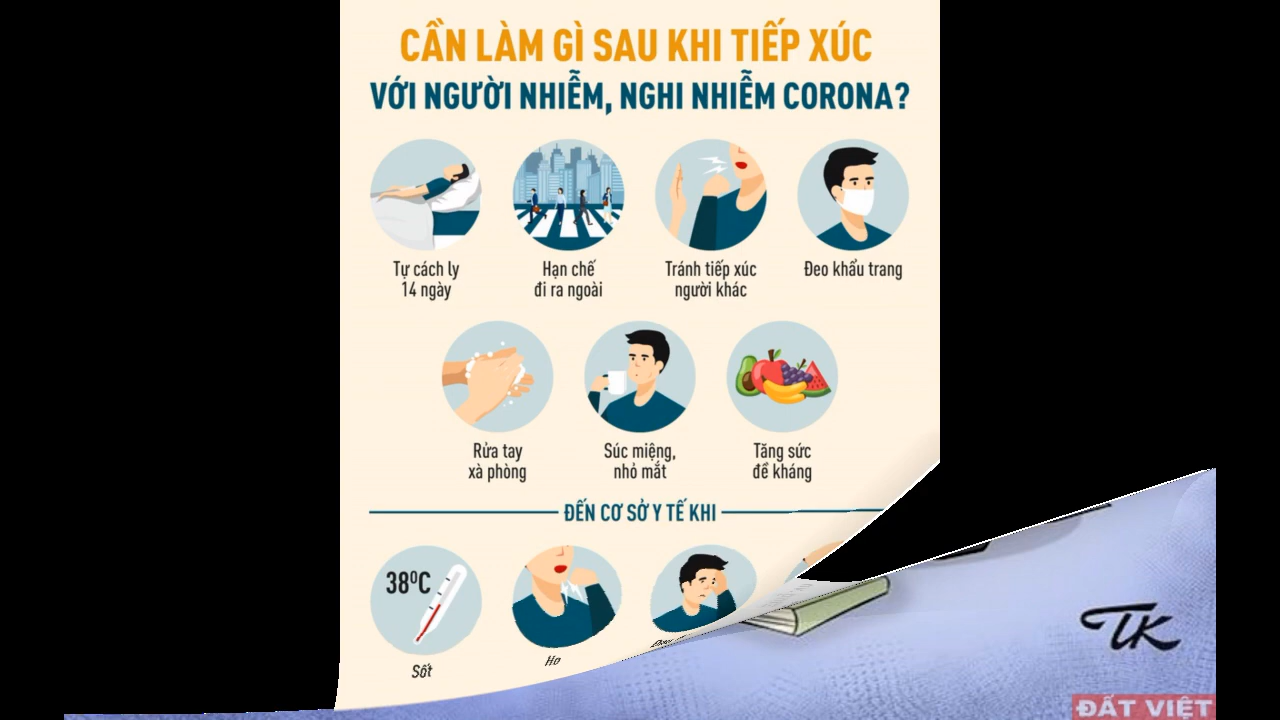 CẦN LÀM GÌ SAU KHI TIẾP XÚC
VỚI NGƯỜI NHIỄM, NGHI NHIỄM CORONA?
Tự cách ly
14 ngày
Hạn chế
đi ra ngoài
Tránh tiếp xúc
người khác
Đeo khẩu trang
Rửa tay
xà phòng
Súc miệng,
nhỏ mắt
Tăng sức
đề kháng
ĐẾN CƠ SỞ Y TẾ KHI
38⁰C
Sốt
Ho
TK
ĐẤT VIỆT